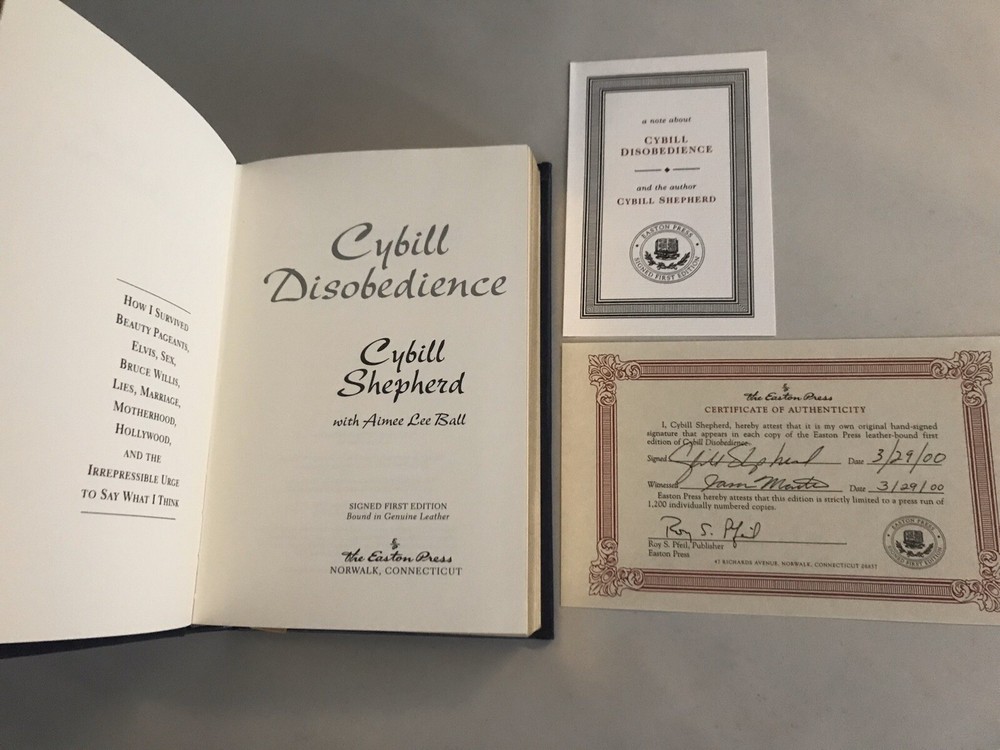 How I Survived
Beauty Pageants,
Elvis, Sex,
Bruce Willis,
Lies, Marriage,
Motherhood,
Hollywood,
and the
Irrepressible Urge
to Say What I Think
Cybill
Disobedience
Cybill
Shepherd
with Aimee Lee Ball
SIGNED FIRST EDITION
Bound in Genuine Leather
The Easton Press
NORWALK, CONNECTICUT
a note about
CYBILL
DISOBEDIENCE
and the author
CYBILL SHEPHERD
EASTON PRESS
SIGNED FIRST EDITION
The Easton Press
CERTIFICATE OF AUTHENTICITY
I, Cybill Shepherd, hereby attest that it is my own original hand-signed
signature that appears in each copy of the Easton Press leather-bound first
edition of Cybill Disobedience.
Signed Cybill Shepherd Date 3/29/00
Witnessed Date 3/29/00
Easton Press hereby attests that this edition is strictly limited to a press run of
1,200 individually numbered copies.
Roy S. Pfeil
Roy S. Pfeil, Publisher
Easton Press
47 RICHARDS AVENUE, NORWALK, CONNECTICUT 06857
EASTON PRESS
SIGNED FIRST EDITION